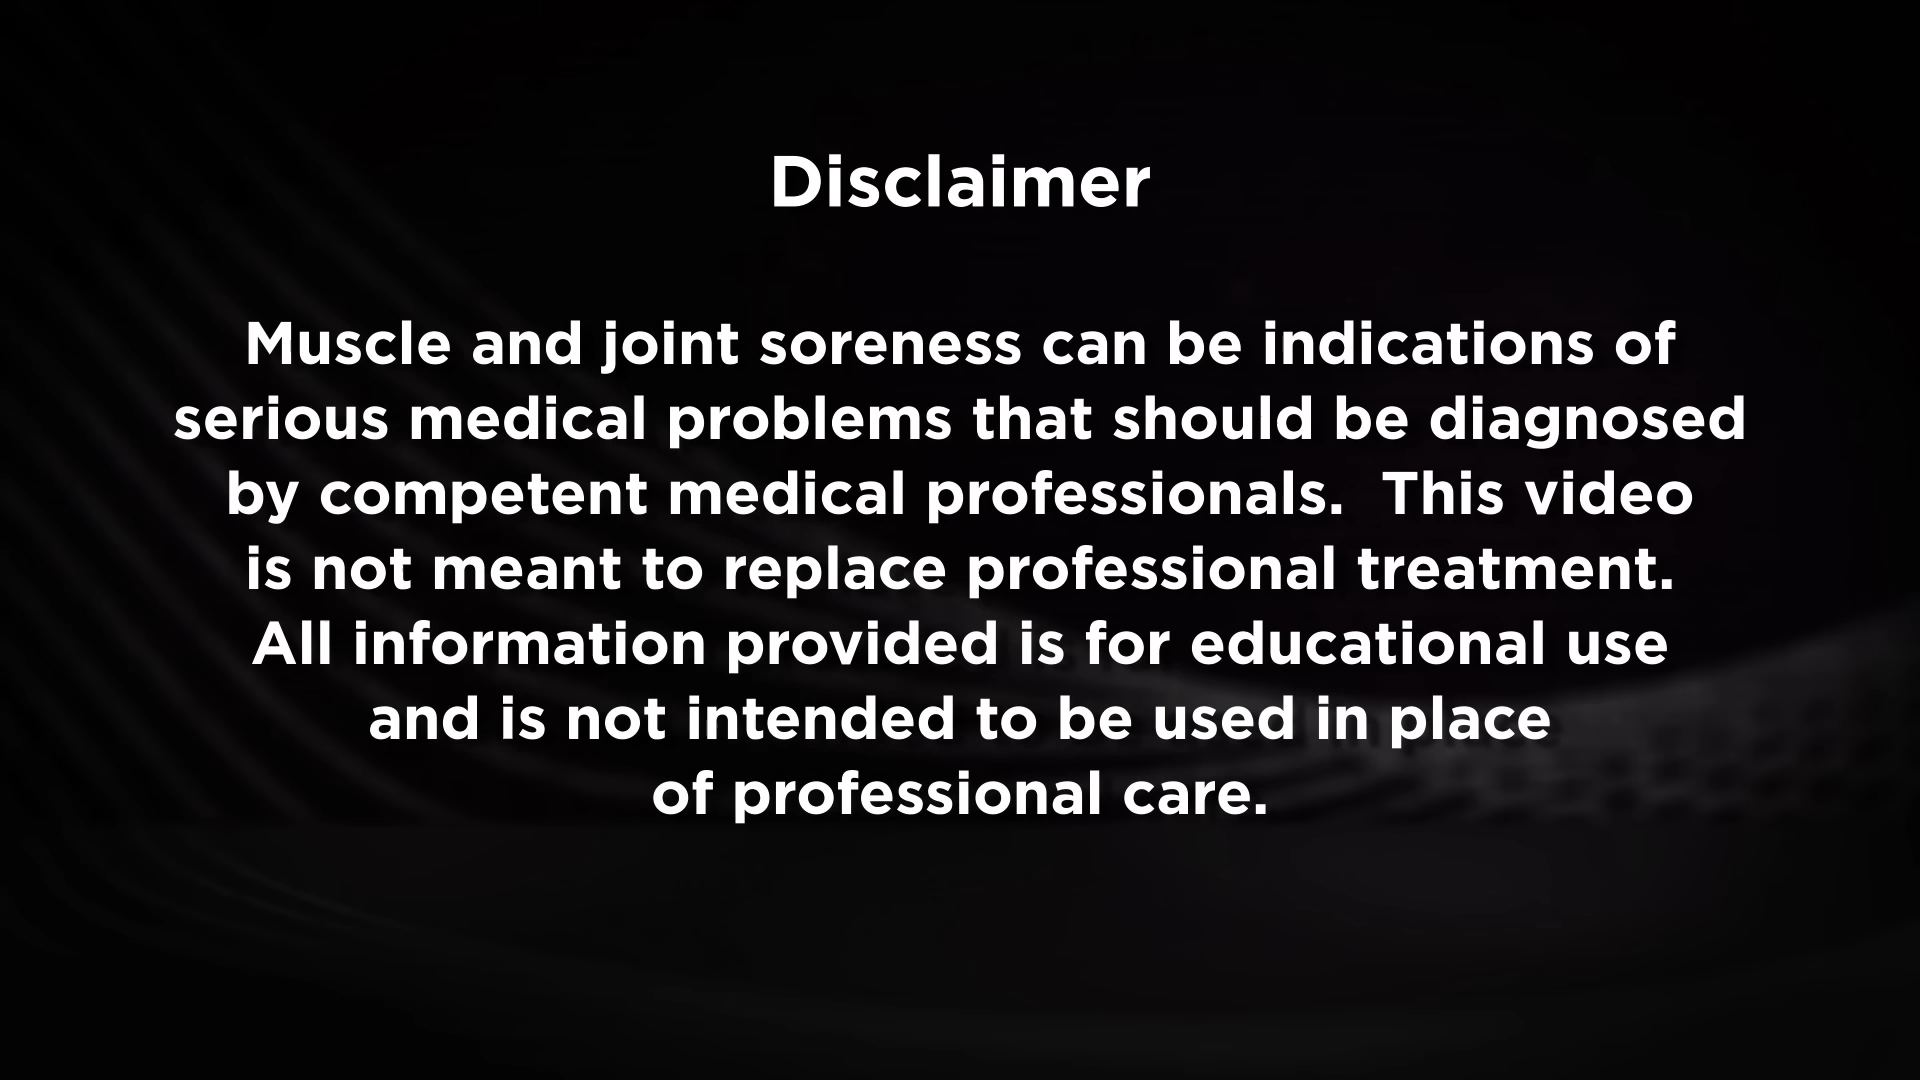 Disclaimer
Muscle and joint soreness can be indications of
serious medical problems that should be diagnosed
by competent medical professionals.  This video
is not meant to replace professional treatment.
All information provided is for educational use
and is not intended to be used in place
of professional care.